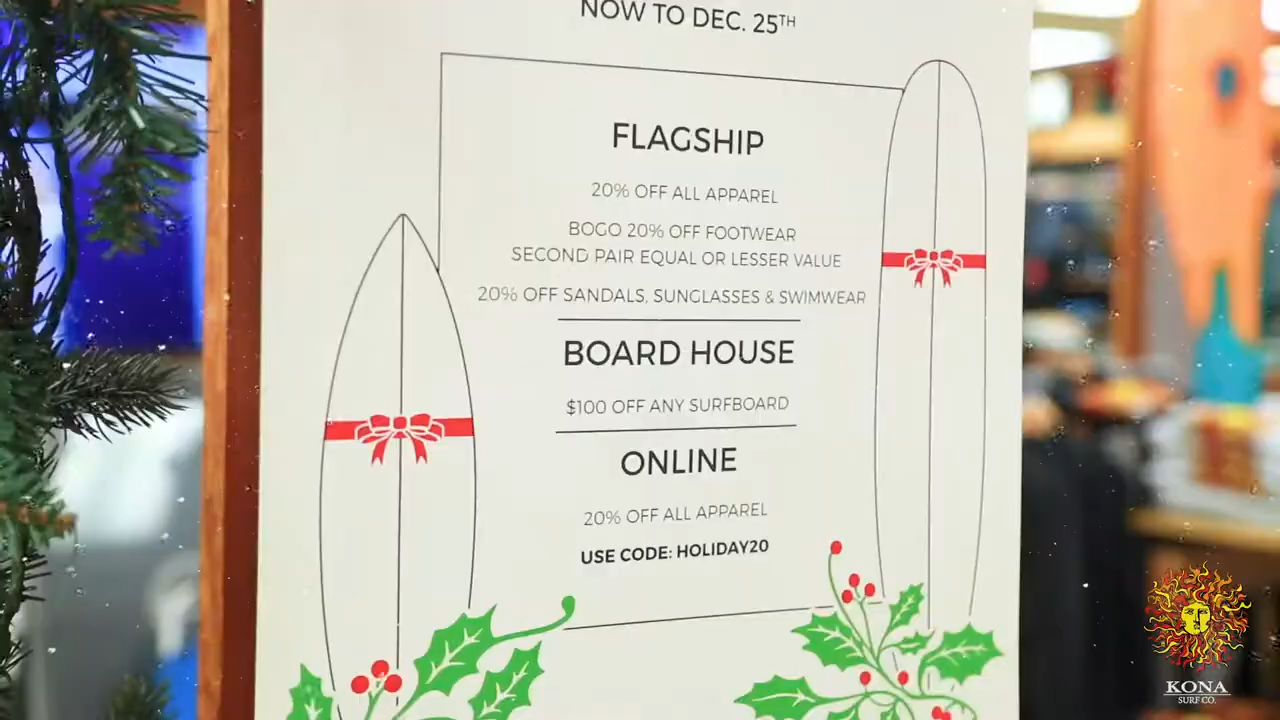 NOW TO DEC. 25TH
FLAGSHIP
20% OFF ALL APPAREL
BOGO 20% OFF FOOTWEAR
SECOND PAIR EQUAL OR LESSER VALUE
20% OFF SANDALS, SUNGLASSES & SWIMWEAR
BOARD HOUSE
$100 OFF ANY SURFBOARD
ONLINE
20% OFF ALL APPAREL
USE CODE: HOLIDAY20
KONA
SURF CO.